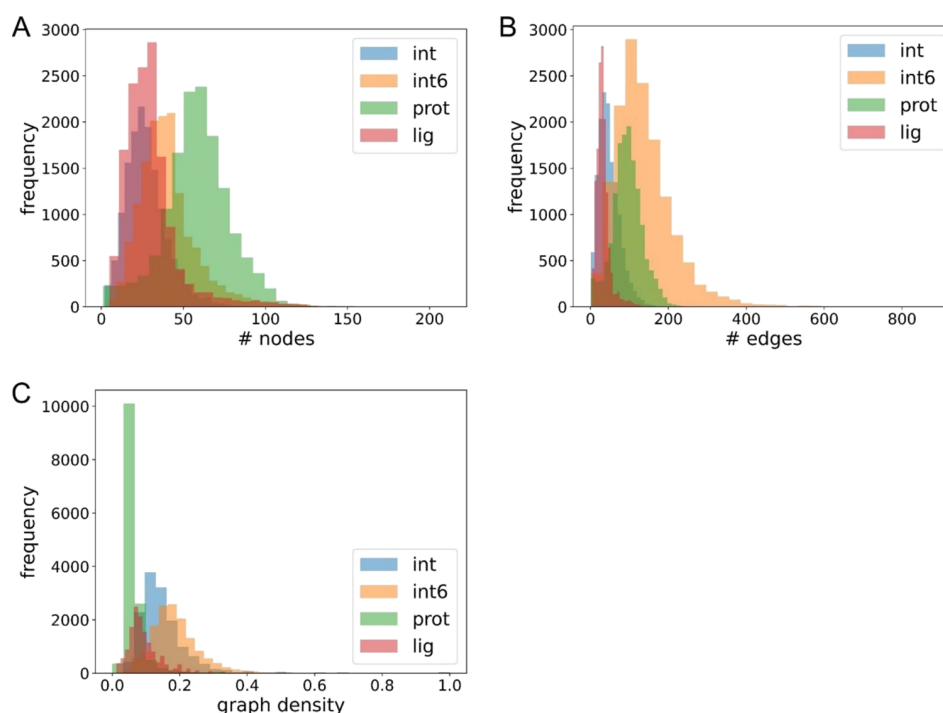 A
3000
2500
2000
1500
1000
500
0
frequency
0 50 100 150 200
# nodes
int
int6
prot
lig
B
3000
2500
2000
1500
1000
500
0
frequency
0 200 400 600 800
# edges
int
int6
prot
lig
C
10000
8000
6000
4000
2000
0
frequency
0.0 0.2 0.4 0.6 0.8 1.0
graph density
int
int6
prot
lig